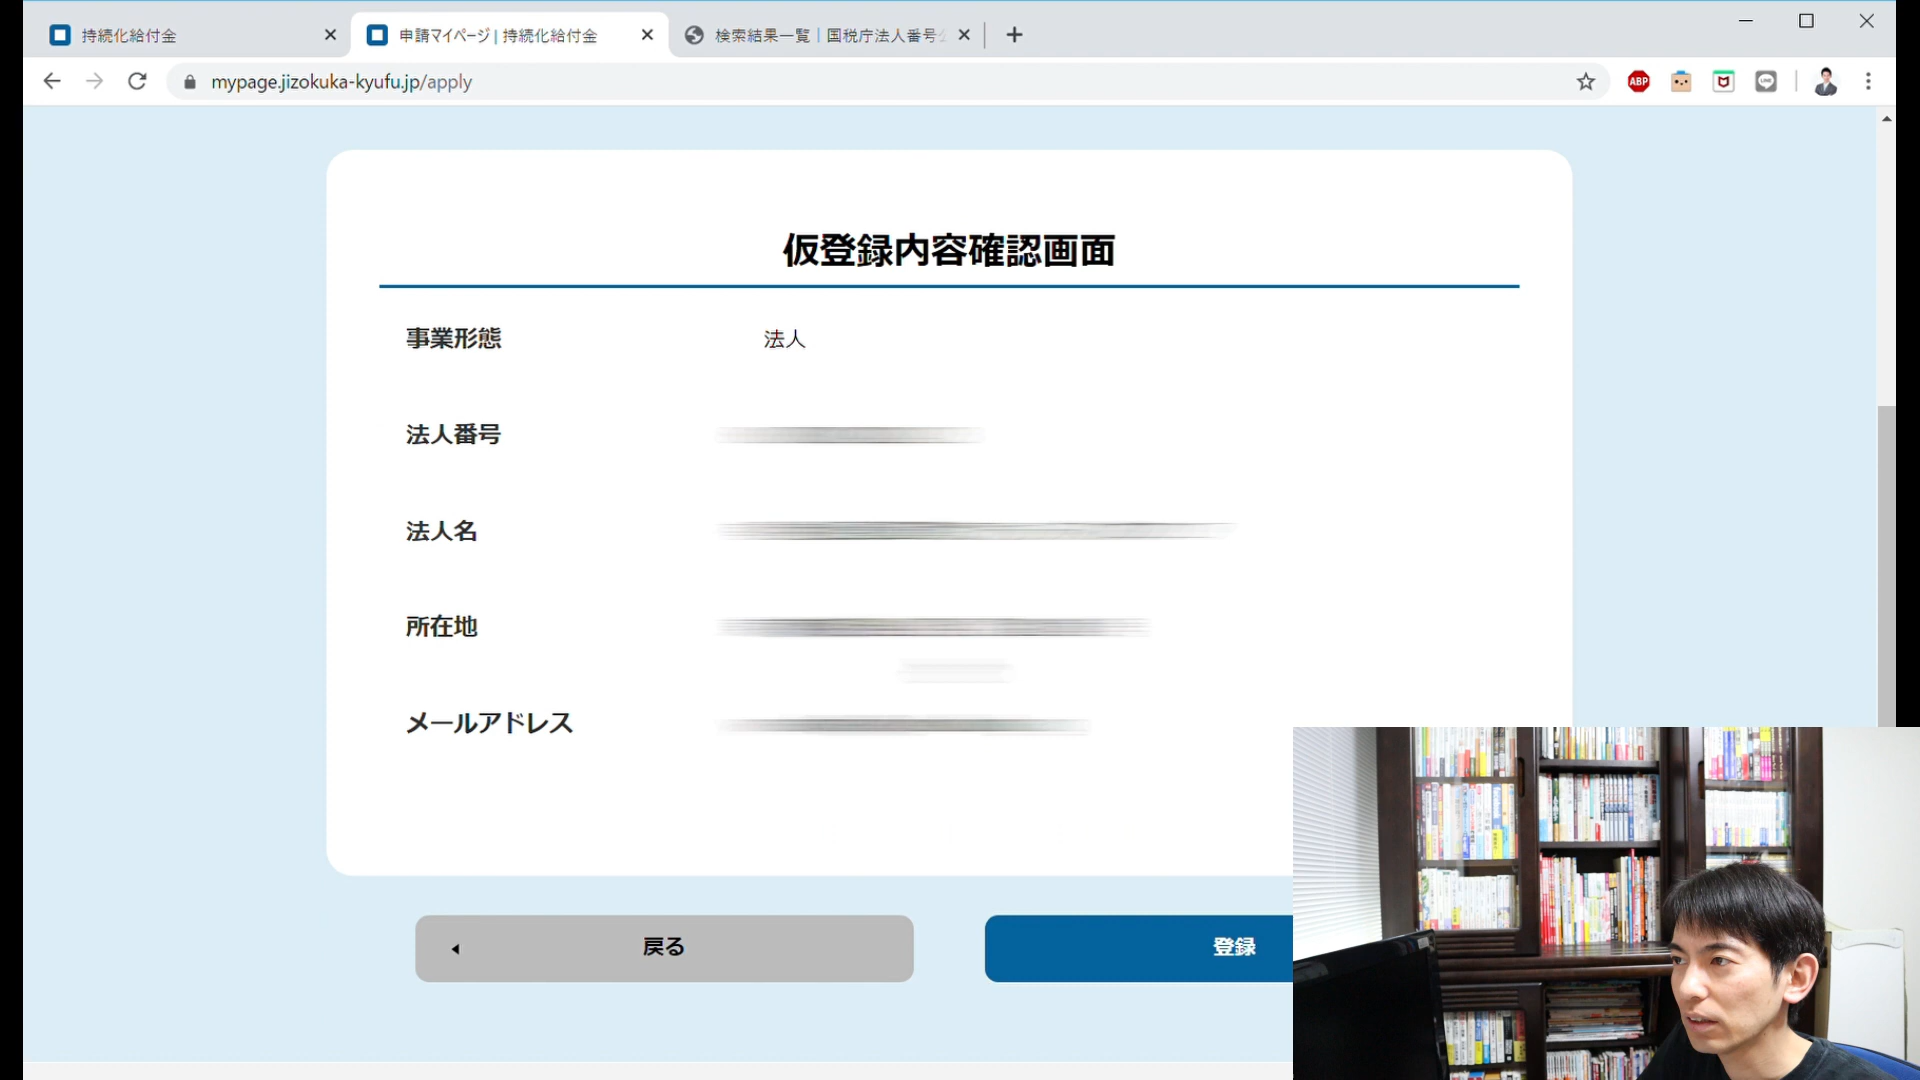 持続化給付金
申請マイページ | 持続化給付金
検索結果一覧 | 国税庁法人番号
mypage.jizokuka-kyufu.jp/apply
ABP
仮登録内容確認画面
事業形態
法人
法人番号
法人名
所在地
メールアドレス
戻る
登録